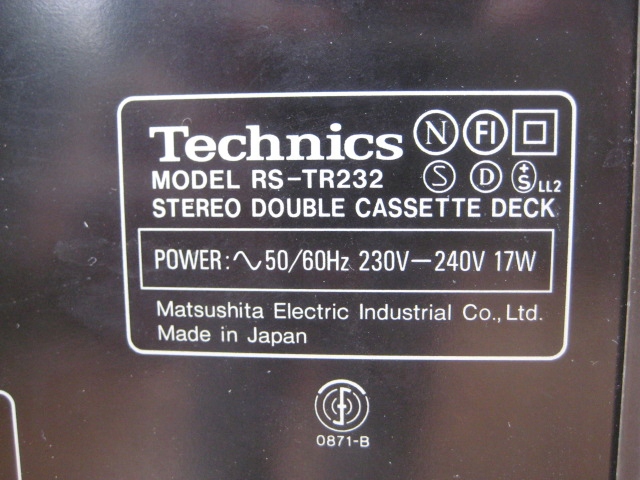 Technics N FI
MODEL RS-TR232 S D +S LL2
STEREO DOUBLE CASSETTE DECK
POWER: ∿ 50/60Hz 230V—240V 17W
Matsushita Electric Industrial Co., Ltd.
Made in Japan
0871-B